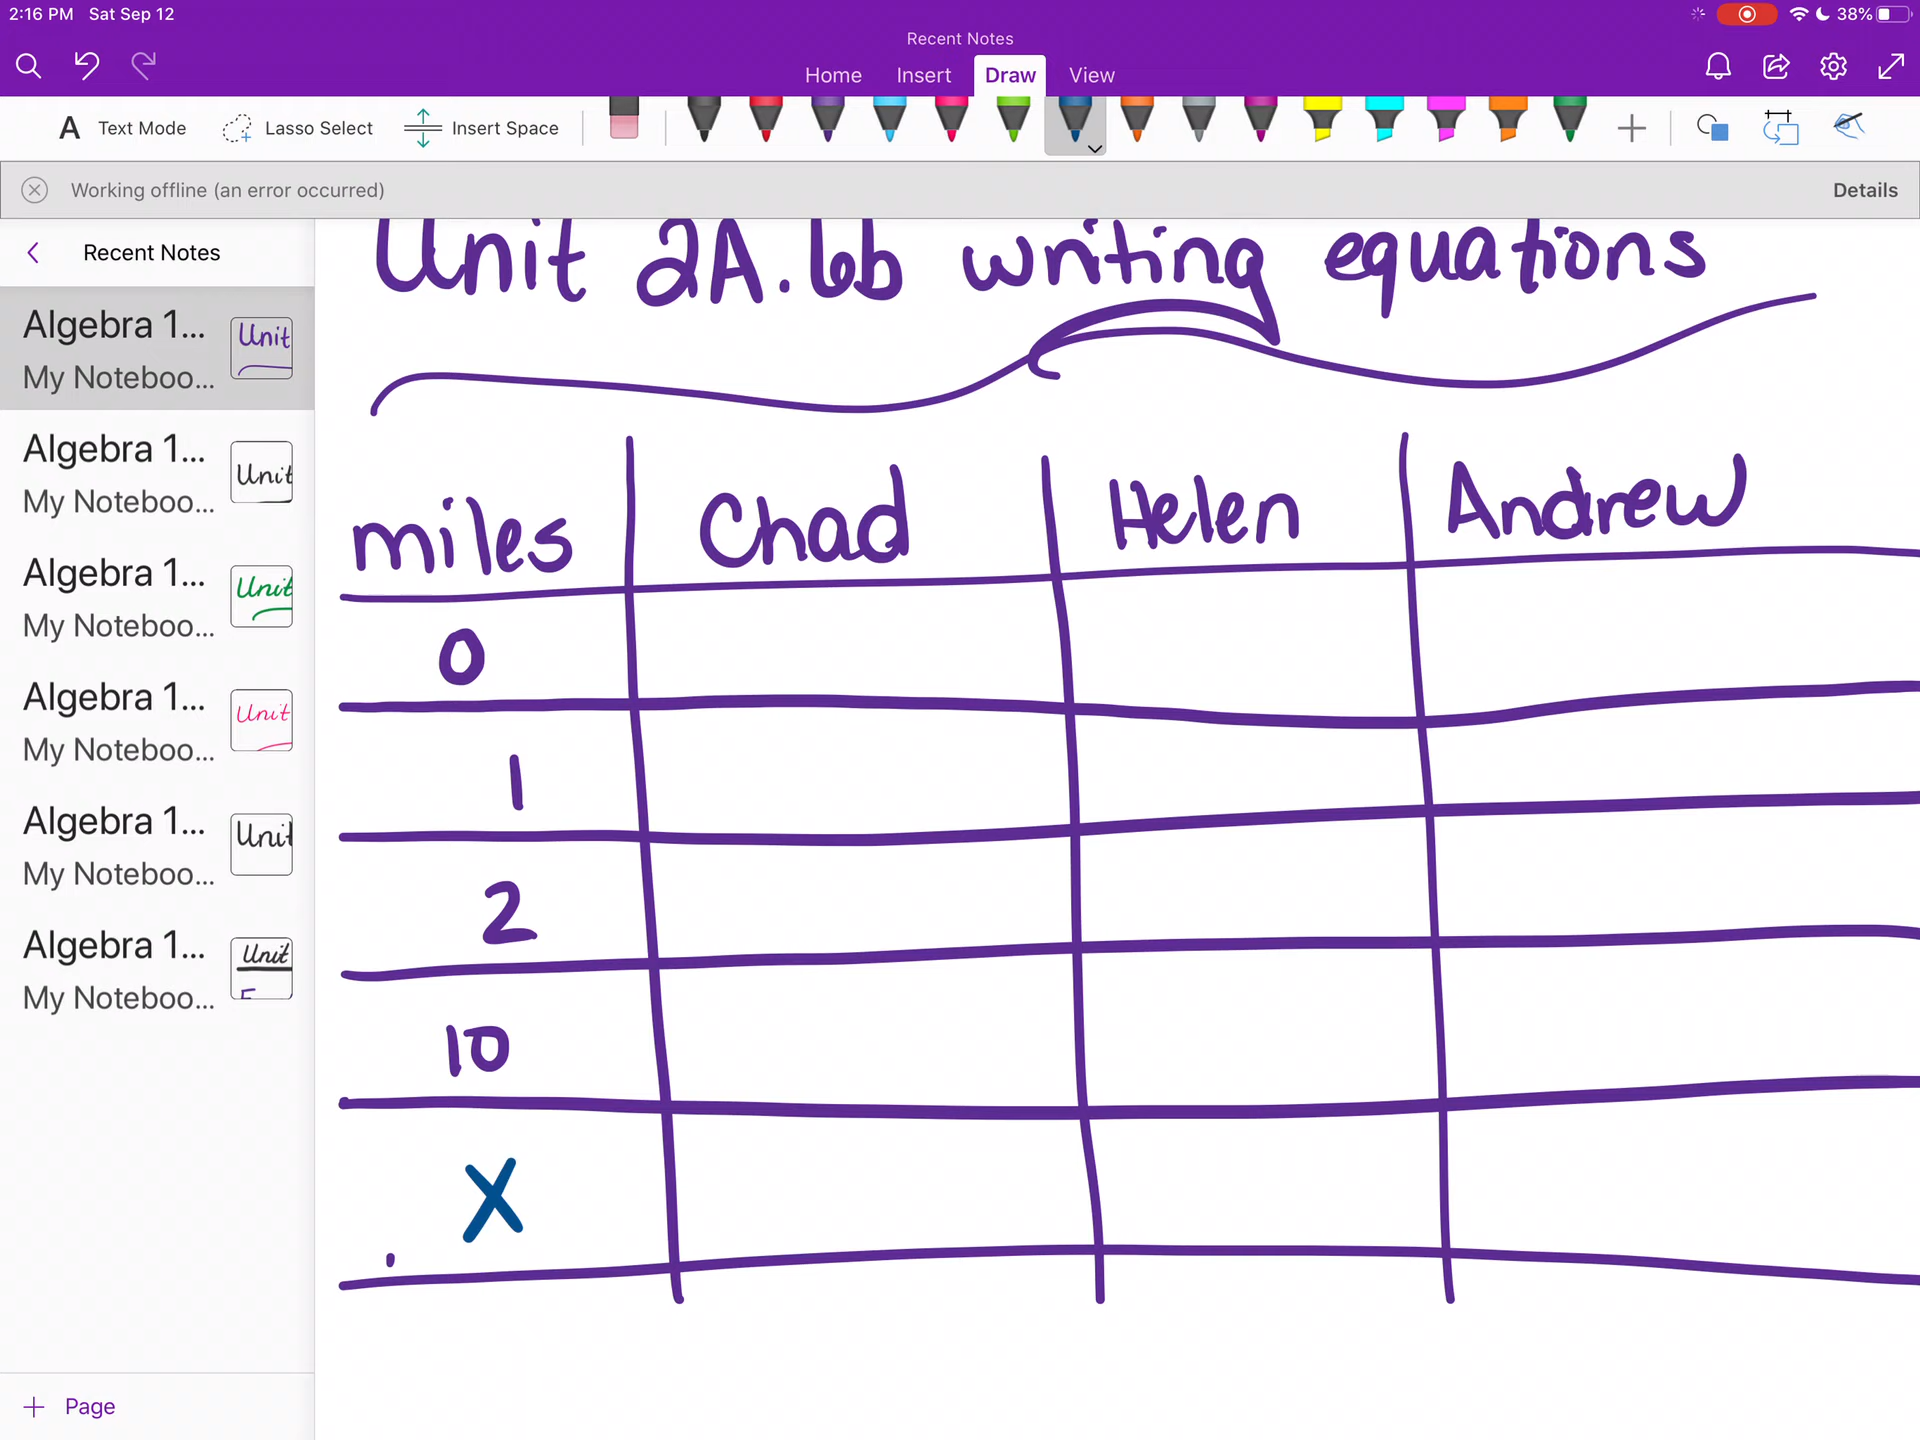 2:16 PM Sat Sep 12
38%
Recent Notes
Home Insert Draw View
A Text Mode Lasso Select Insert Space
Working offline (an error occurred) Details
Recent Notes
Algebra 1...
My Noteboo...
Unit
Algebra 1...
My Noteboo...
Unit
Algebra 1...
My Noteboo...
Unit
Algebra 1...
My Noteboo...
Unit
Algebra 1...
My Noteboo...
Unit
Algebra 1...
My Noteboo...
Unit
Page
Unit 2A.6b writing equations
miles Chad Helen Andrew
0
1
2
10
X